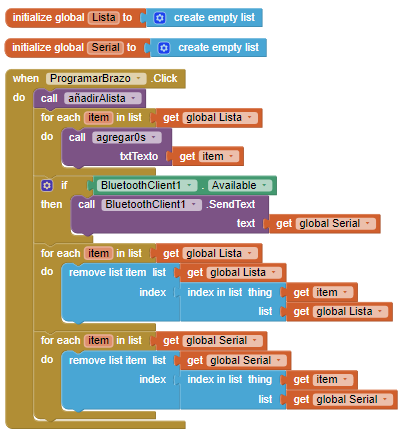 initialize global Lista to create empty list
initialize global Serial to create empty list
when ProgramarBrazo .Click
do call añadirAlista
for each item in list get global Lista
do call agregar0s
txtTexto get item
if BluetoothClient1 . Available
then call BluetoothClient1 .SendText
text get global Serial
for each item in list get global Lista
do remove list item list get global Lista
index index in list thing get item
list get global Lista
for each item in list get global Serial
do remove list item list get global Serial
index index in list thing get item
list get global Serial